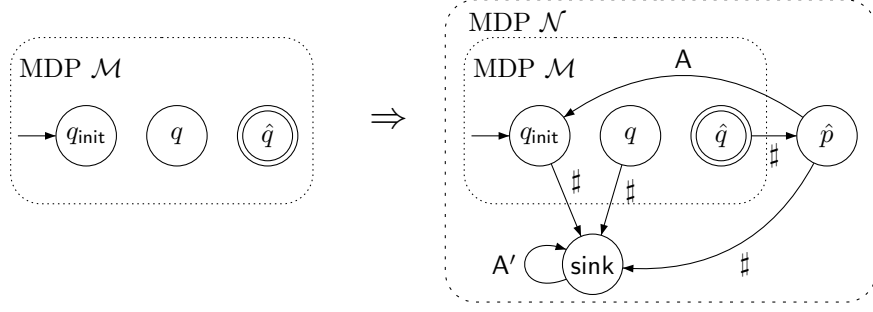 MDP 𝒩
MDP ℳ
MDP ℳ
A
q_init
q
q̂
⇒
q_init
q
q̂
p̂
♯
♯
♯
A′
sink
♯